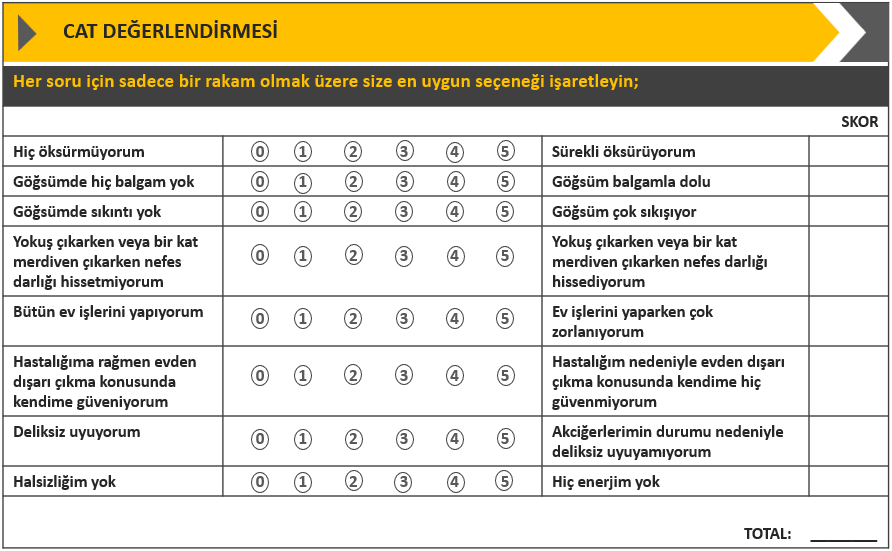 CAT DEĞERLENDİRMESİ
Her soru için sadece bir rakam olmak üzere size en uygun seçeneği işaretleyin;
SKOR
Hiç öksürmüyorum 0 1 2 3 4 5 Sürekli öksürüyorum
Göğsümde hiç balgam yok 0 1 2 3 4 5 Göğsüm balgamla dolu
Göğsümde sıkıntı yok 0 1 2 3 4 5 Göğsüm çok sıkışıyor
Yokuş çıkarken veya bir kat
merdiven çıkarken nefes
darlığı hissetmiyorum
0 1 2 3 4 5
Yokuş çıkarken veya bir kat
merdiven çıkarken nefes darlığı
hissediyorum
Bütün ev işlerini yapıyorum
0 1 2 3 4 5
Ev işlerini yaparken çok
zorlanıyorum
Hastalığıma rağmen evden
dışarı çıkma konusunda
kendime güveniyorum
0 1 2 3 4 5
Hastalığım nedeniyle evden dışarı
çıkma konusunda kendime hiç
güvenmiyorum
Deliksiz uyuyorum
0 1 2 3 4 5
Akciğerlerimin durumu nedeniyle
deliksiz uyuyamıyorum
Halsizliğim yok 0 1 2 3 4 5 Hiç enerjim yok
TOTAL: